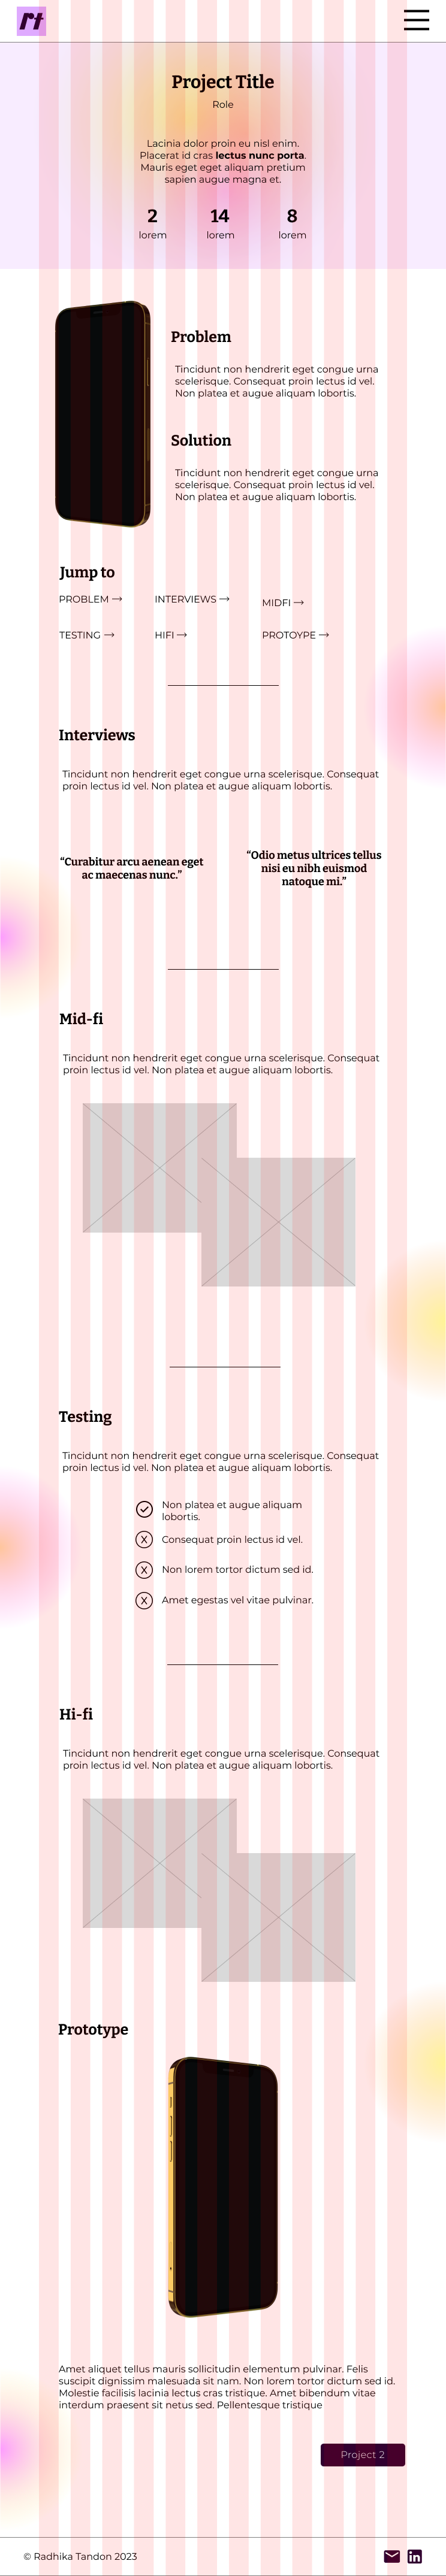 rt
Project Title
Role
Lacinia dolor proin eu nisl enim.
Placerat id cras lectus nunc porta.
Mauris eget eget aliquam pretium
sapien augue magna et.
2 14 8
lorem lorem lorem
Problem
Tincidunt non hendrerit eget congue urna
scelerisque. Consequat proin lectus id vel.
Non platea et augue aliquam lobortis.
Solution
Tincidunt non hendrerit eget congue urna
scelerisque. Consequat proin lectus id vel.
Non platea et augue aliquam lobortis.
Jump to
PROBLEM → INTERVIEWS → MIDFI →
TESTING → HIFI → PROTOYPE →
Interviews
Tincidunt non hendrerit eget congue urna scelerisque. Consequat
proin lectus id vel. Non platea et augue aliquam lobortis.
“Curabitur arcu aenean eget
ac maecenas nunc.”
“Odio metus ultrices tellus
nisi eu nibh euismod
natoque mi.”
Mid-fi
Tincidunt non hendrerit eget congue urna scelerisque. Consequat
proin lectus id vel. Non platea et augue aliquam lobortis.
Testing
Tincidunt non hendrerit eget congue urna scelerisque. Consequat
proin lectus id vel. Non platea et augue aliquam lobortis.
Non platea et augue aliquam
lobortis.
X Consequat proin lectus id vel.
X Non lorem tortor dictum sed id.
X Amet egestas vel vitae pulvinar.
Hi-fi
Tincidunt non hendrerit eget congue urna scelerisque. Consequat
proin lectus id vel. Non platea et augue aliquam lobortis.
Prototype
Amet aliquet tellus mauris sollicitudin elementum pulvinar. Felis
suscipit dignissim malesuada sit nam. Non lorem tortor dictum sed id.
Molestie facilisis lacinia lectus cras tristique. Amet bibendum vitae
interdum praesent sit netus sed. Pellentesque tristique
Project 2
© Radhika Tandon 2023
in